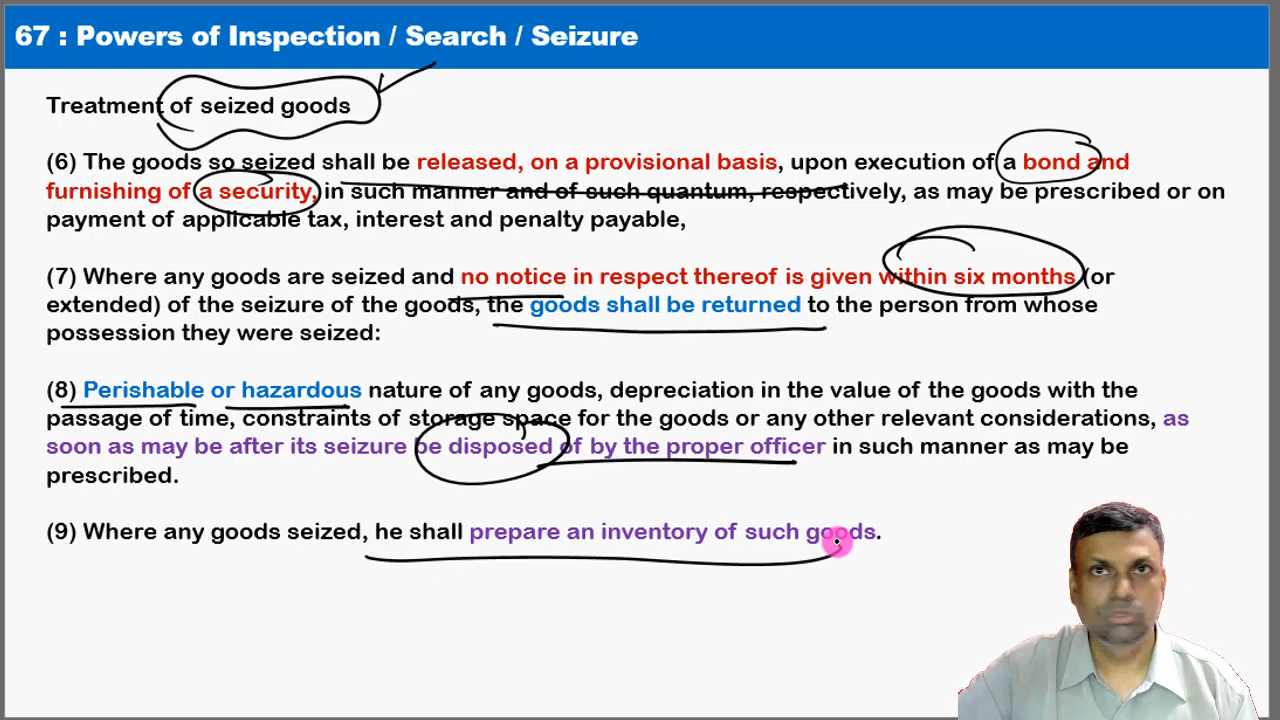 67 : Powers of Inspection / Search / Seizure
Treatment of seized goods
(6) The goods so seized shall be released, on a provisional basis, upon execution of a bond and
furnishing of a security, in such manner and of such quantum, respectively, as may be prescribed or on
payment of applicable tax, interest and penalty payable,
(7) Where any goods are seized and no notice in respect thereof is given within six months (or
extended) of the seizure of the goods, the goods shall be returned to the person from whose
possession they were seized:
(8) Perishable or hazardous nature of any goods, depreciation in the value of the goods with the
passage of time, constraints of storage space for the goods or any other relevant considerations, as
soon as may be after its seizure be disposed of by the proper officer in such manner as may be
prescribed.
(9) Where any goods seized, he shall prepare an inventory of such goods.